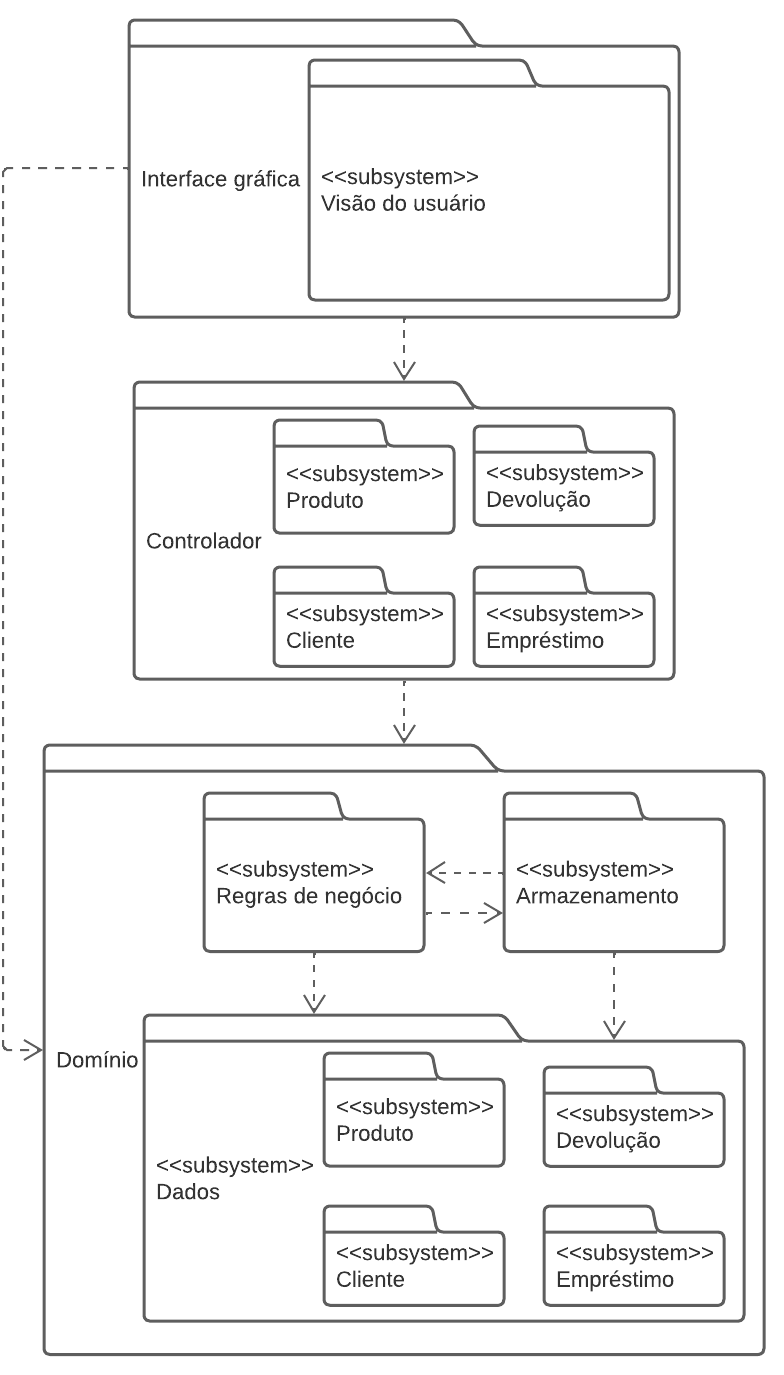 Interface gráfica
<<subsystem>>
Visão do usuário
Controlador
<<subsystem>>
Produto
<<subsystem>>
Devolução
<<subsystem>>
Cliente
<<subsystem>>
Empréstimo
Domínio
<<subsystem>>
Regras de negócio
<<subsystem>>
Armazenamento
<<subsystem>>
Dados
<<subsystem>>
Produto
<<subsystem>>
Devolução
<<subsystem>>
Cliente
<<subsystem>>
Empréstimo